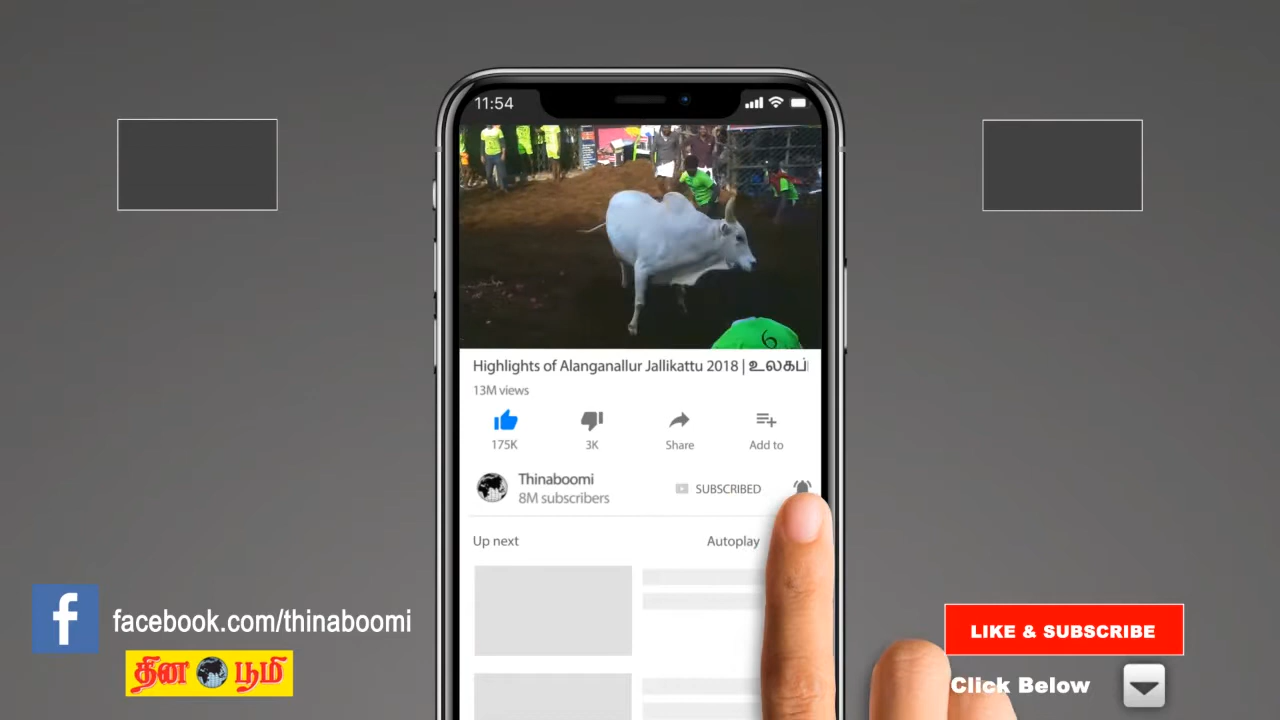 11:54
6
Highlights of Alanganallur Jallikattu 2018 | உலகப்
13M views
175K
3K
Share
Add to
Thinaboomi
8M subscribers
SUBSCRIBED
Up next
Autoplay
f
facebook.com/thinaboomi
தின பூமி
LIKE & SUBSCRIBE
Click Below